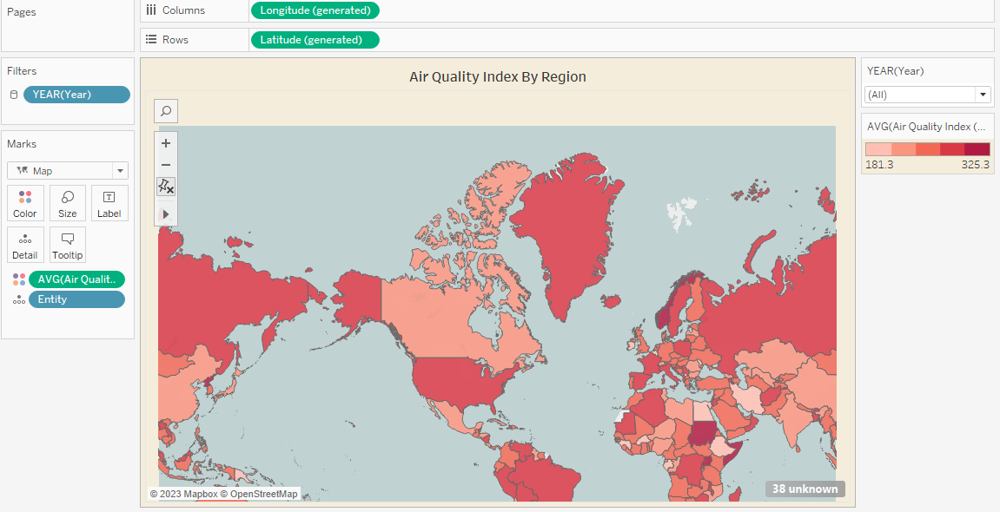 Pages
Columns
Longitude (generated)
Rows
Latitude (generated)
Filters
YEAR(Year)
Marks
Map
Color
Size
Label
Detail
Tooltip
AVG(Air Qualit..
Entity
Air Quality Index By Region
© 2023 Mapbox © OpenStreetMap
38 unknown
YEAR(Year)
(All)
AVG(Air Quality Index (...
181.3 325.3